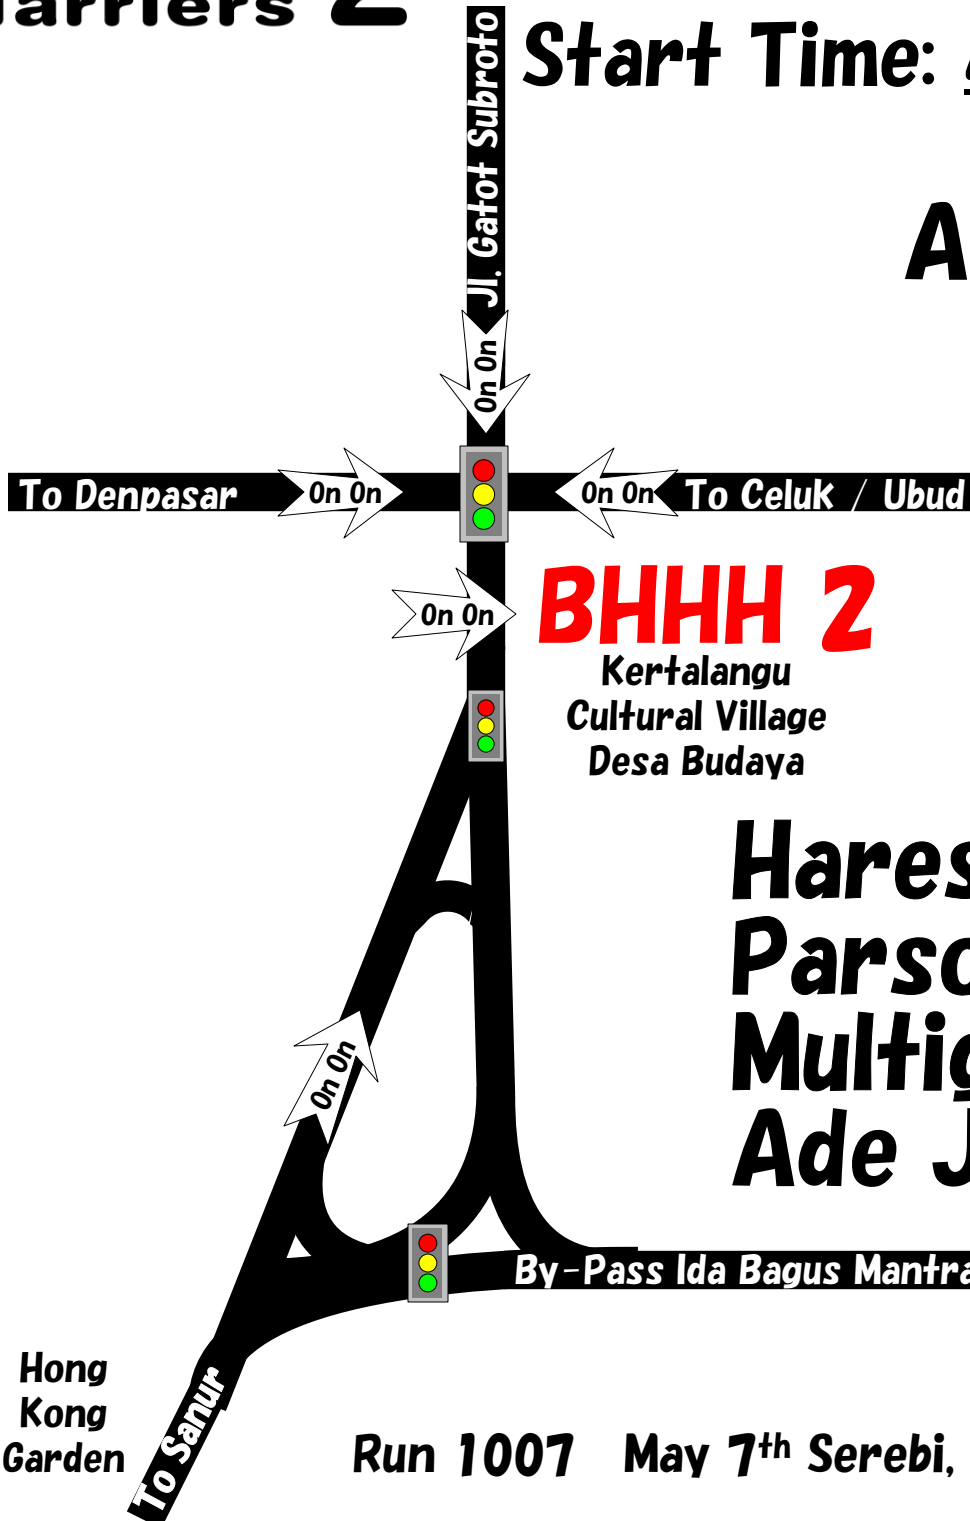 2
Start Time:
Jl. Gatot Subroto
A
On On
To Denpasar
On On
On On
To Celuk / Ubud
On On
BHHH 2
Kertalangu
Cultural Village
Desa Budaya
Ade J
On On
By-Pass Ida Bagus Mantra
Hong
Kong
Garden
To Sanur
Run 1007 May 7th Serebi,